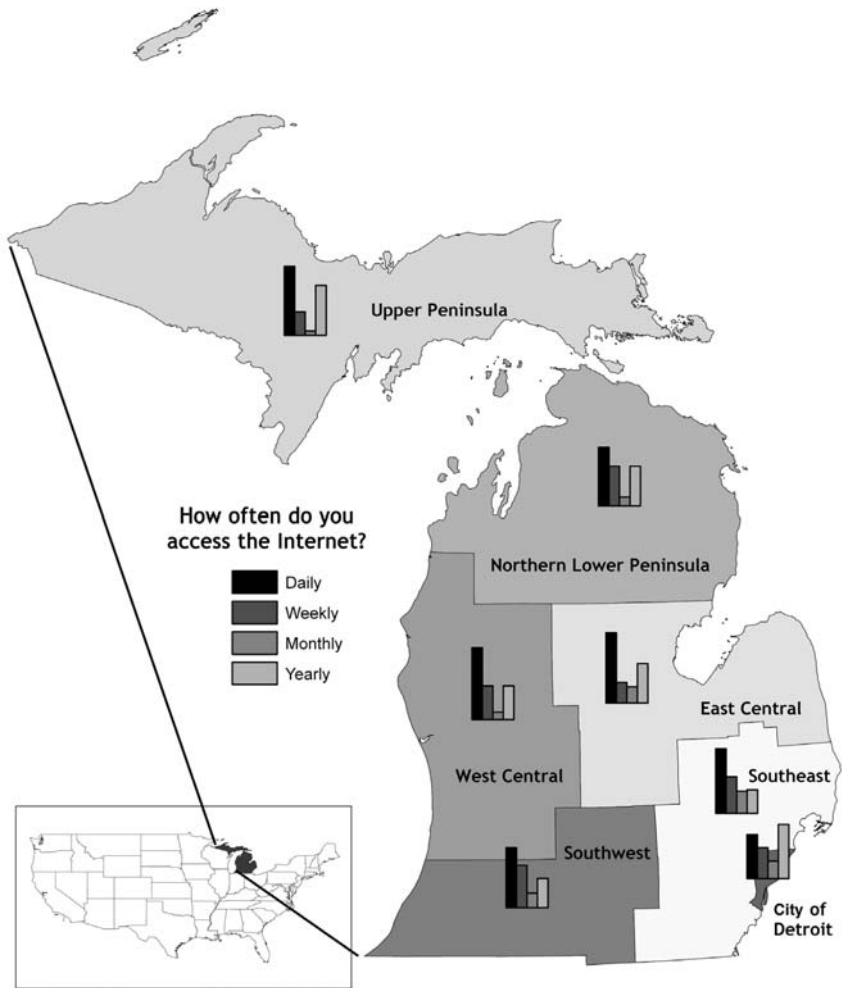 Upper Peninsula
How often do you
access the Internet?
Daily
Weekly
Monthly
Yearly
Northern Lower Peninsula
East Central
West Central
Southeast
Southwest
City of
Detroit